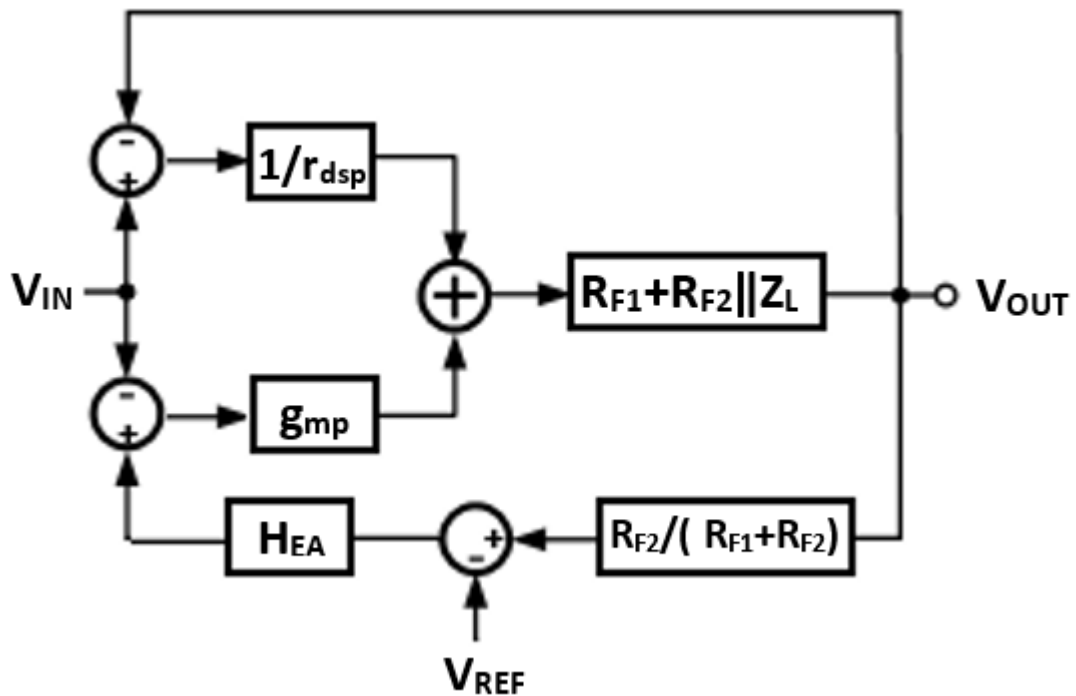 -
+
1/rdsp
VIN
+
RF1+RF2||ZL
VOUT
-
+
gmp
HEA
+
-
RF2/( RF1+RF2)
VREF